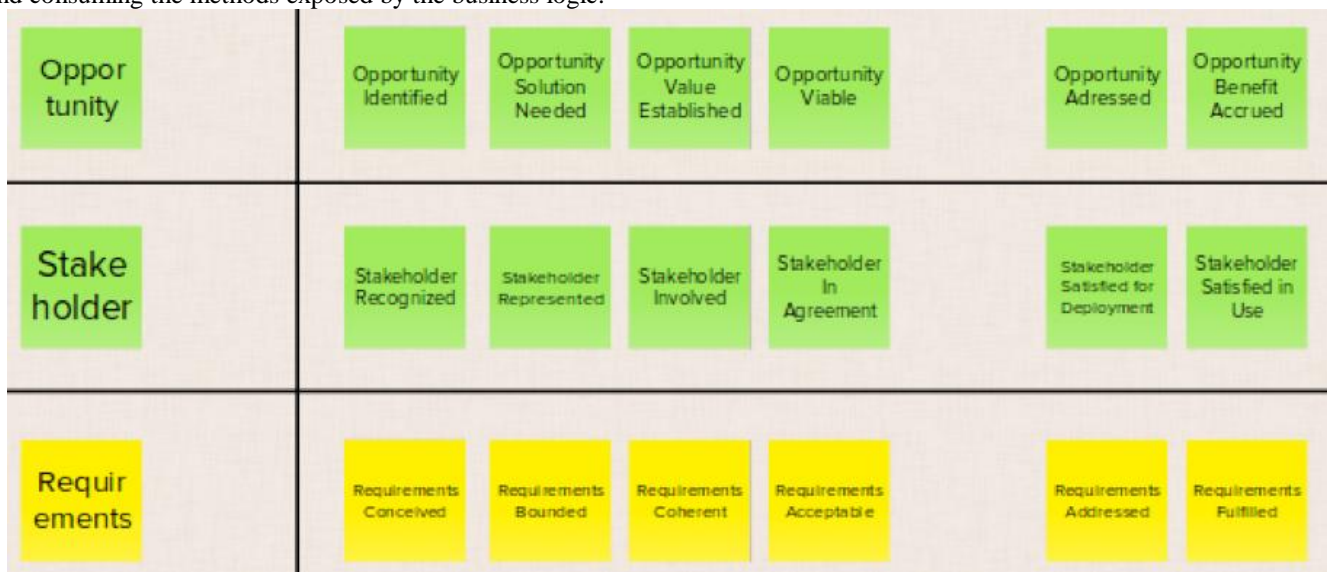 nd consuming the methods exposed by the business logic.
Oppor
tunity
Opportunity
Identified
Opportunity
Solution
Needed
Opportunity
Value
Established
Opportunity
Viable
Opportunity
Adressed
Opportunity
Benefit
Accrued
Stake
holder
Stakeholder
Recognized
Stakeholder
Represented
Stakeholder
Involved
Stakeholder
In
Agreement
Stakeholder
Satisfied for
Deployment
Stakeholder
Satisfied in
Use
Requir
ements
Requirements
Conceived
Requirements
Bounded
Requirements
Coherent
Requirements
Acceptable
Requirements
Addressed
Requirements
Fulfilled